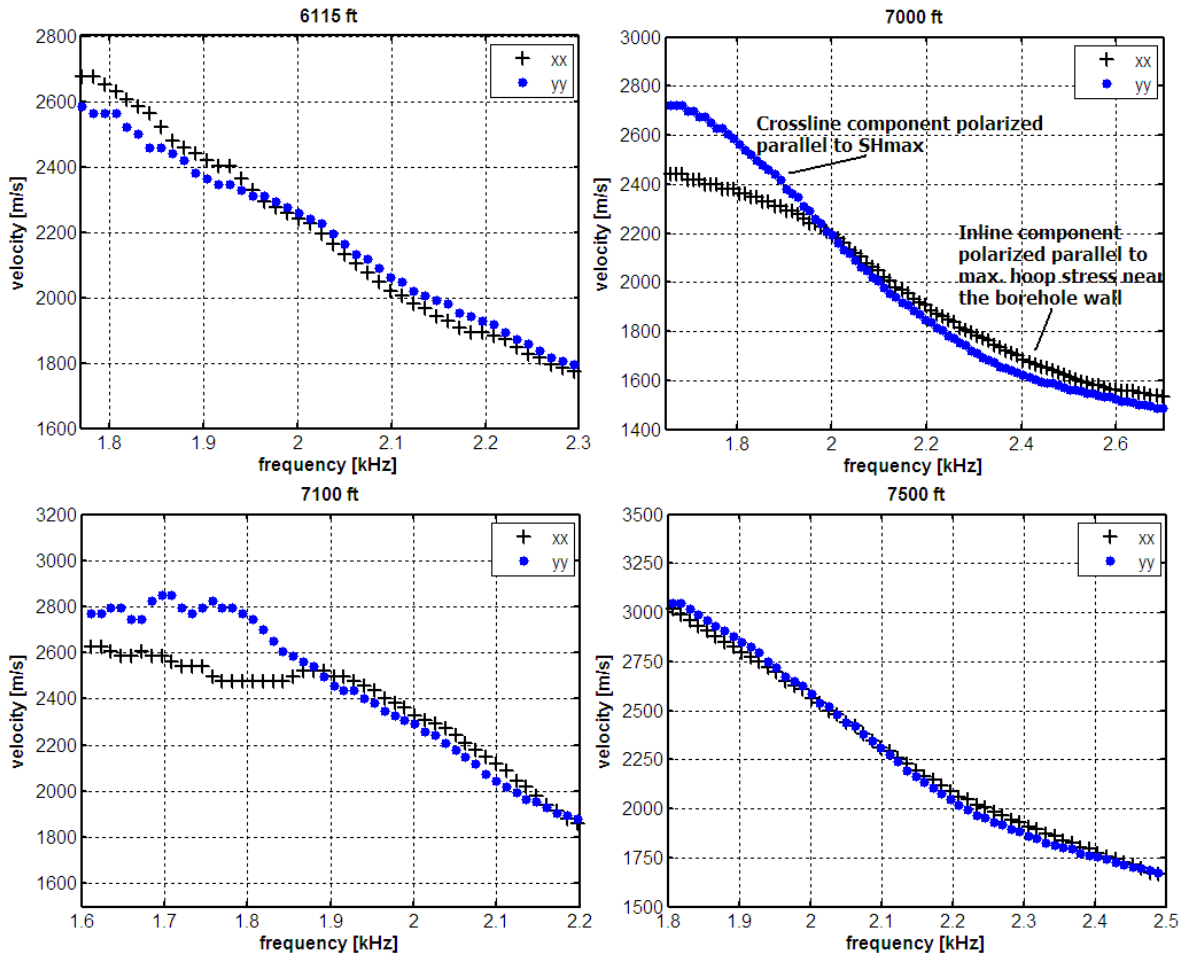 6115 ft
2800
2600
2400
2200
2000
1800
1600
velocity [m/s]
xx
yy
1.8
1.9
2
2.1
2.2
2.3
frequency [kHz]
7000 ft
3000
2800
2600
2400
2200
2000
1800
1600
1400
velocity [m/s]
xx
yy
Crossline component polarized
parallel to SHmax
Inline component
polarized parallel to
max. hoop stress near
the borehole wall
1.8
2
2.2
2.4
2.6
frequency [kHz]
7100 ft
3200
3000
2800
2600
2400
2200
2000
1800
1600
velocity [m/s]
xx
yy
1.6
1.7
1.8
1.9
2
2.1
2.2
frequency [kHz]
7500 ft
3500
3250
3000
2750
2500
2250
2000
1750
1500
velocity [m/s]
xx
yy
1.8
1.9
2
2.1
2.2
2.3
2.4
2.5
frequency [kHz]